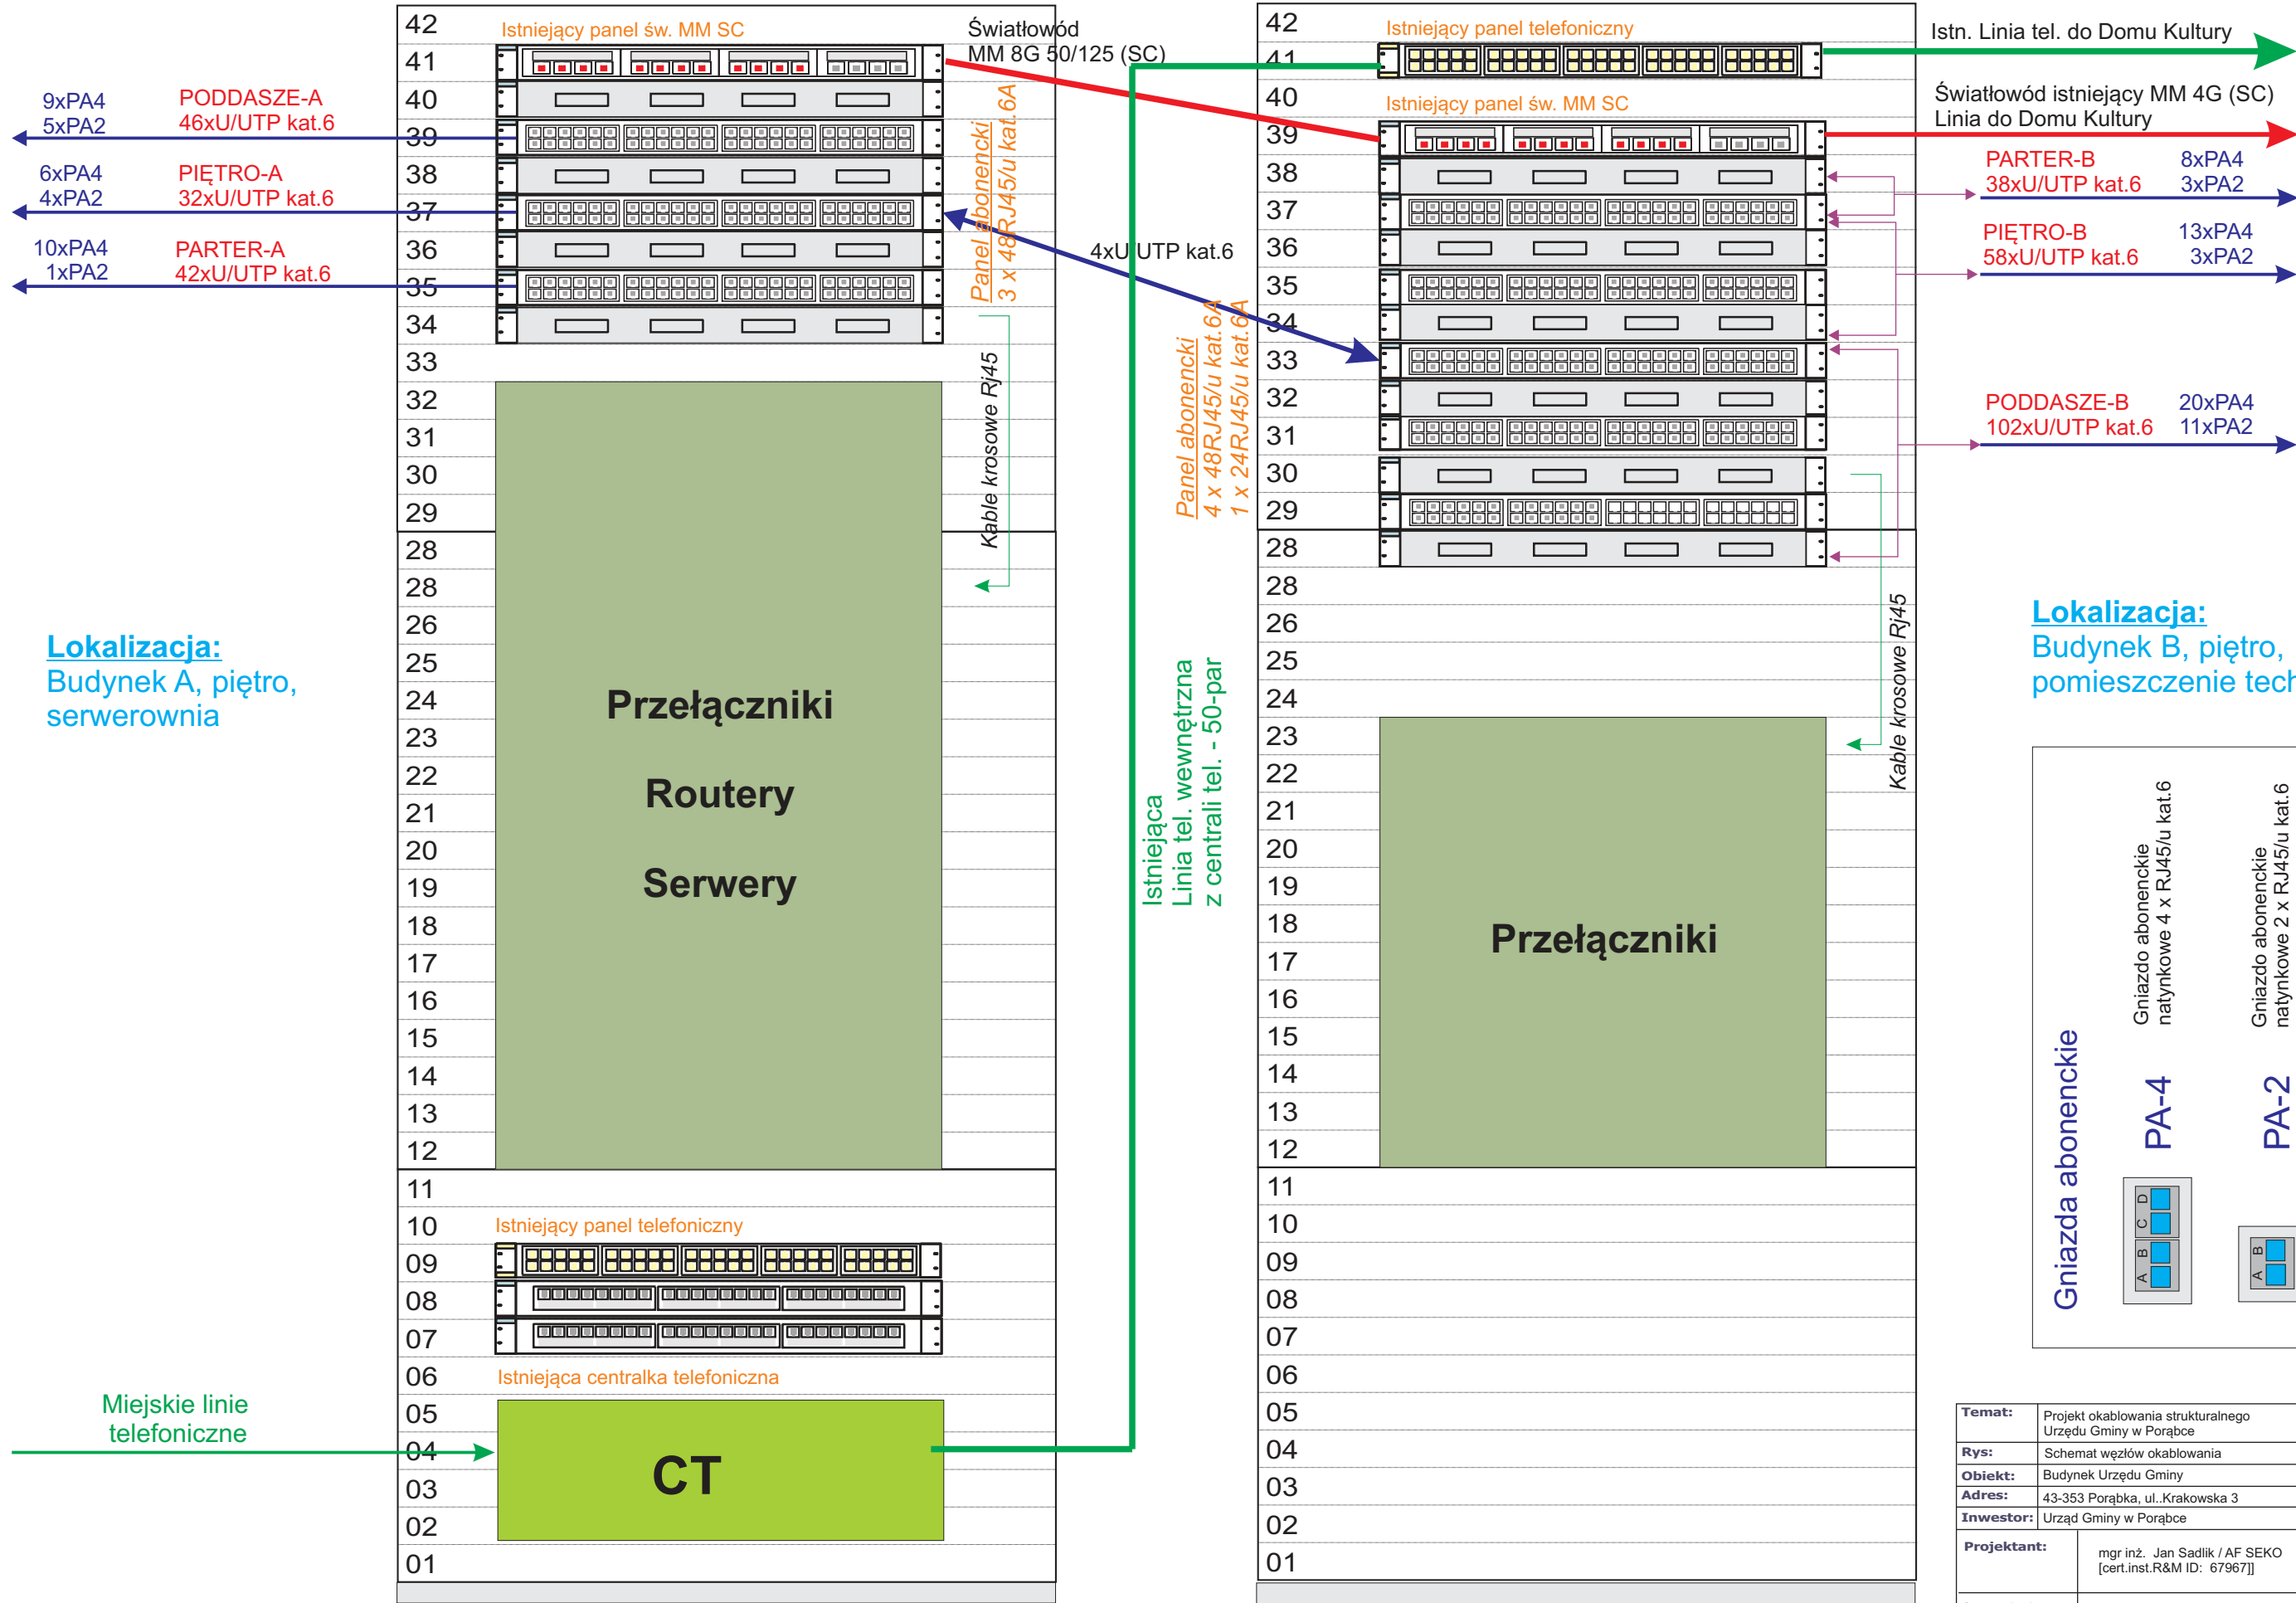 42
41
40
39
38
37
36
35
34
33
32
31
30
29
28
28
26
25
24
23
22
21
20
19
18
17
16
15
14
13
12
11
10
09
08
07
06
05
04
03
02
01
Istniejący panel św. MM SC
9xPA4
5xPA2
PODDASZE-A
46xU/UTP kat.6
6xPA4
4xPA2
PIĘTRO-A
32xU/UTP kat.6
10xPA4
1xPA2
PARTER-A
42xU/UTP kat.6
Panel abonencki
3 x 48RJ45/u kat.6A
Kable krosowe Rj45
Lokalizacja:
Budynek A, piętro,
serwerownia
Przełączniki
Routery
Serwery
Istniejący panel telefoniczny
Istniejąca centralka telefoniczna
Miejskie linie
telefoniczne
CT
Światłowód
MM 8G 50/125 (SC)
4xU/UTP kat.6
Istniejąca
Linia tel. wewnętrzna
z centrali tel. - 50-par
Panel abonencki
4 x 48RJ45/u kat.6A
1 x 24RJ45/u kat.6A
42
41
40
39
38
37
36
35
34
33
32
31
30
29
28
28
26
25
24
23
22
21
20
19
18
17
16
15
14
13
12
11
10
09
08
07
06
05
04
03
02
01
Istniejący panel telefoniczny
Istniejący panel św. MM SC
Kable krosowe Rj45
Przełączniki
Istn. Linia tel. do Domu Kultury
Światłowód istniejący MM 4G (SC)
Linia do Domu Kultury
PARTER-B
38xU/UTP kat.6
8xPA4
3xPA2
PIĘTRO-B
58xU/UTP kat.6
13xPA4
3xPA2
PODDASZE-B
102xU/UTP kat.6
20xPA4
11xPA2
Lokalizacja:
Budynek B, piętro,
pomieszczenie tech
Gniazda abonenckie
PA-4
Gniazdo abonenckie
natynkowe 4 x RJ45/u kat.6
A B C D
PA-2
Gniazdo abonenckie
natynkowe 2 x RJ45/u kat.6
A B
Temat: Projekt okablowania strukturalnego
Urzędu Gminy w Porąbce
Rys: Schemat węzłów okablowania
Obiekt: Budynek Urzędu Gminy
Adres: 43-353 Porąbka, ul..Krakowska 3
Inwestor: Urząd Gminy w Porąbce
Projektant: mgr inż. Jan Sadlik / AF SEKO
[cert.inst.R&M ID: 67967]]